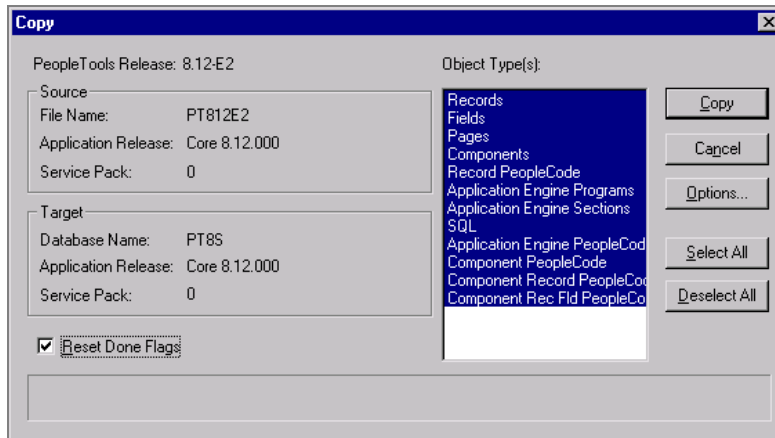 Copy
PeopleTools Release: 8.12-E2
Source
File Name: PT812E2
Application Release: Core 8.12.000
Service Pack: 0
Target
Database Name: PT8S
Application Release: Core 8.12.000
Service Pack: 0
Reset Done Flags
Object Type(s):
Records
Fields
Pages
Components
Record PeopleCode
Application Engine Programs
Application Engine Sections
SQL
Application Engine PeopleCod
Component PeopleCode
Component Record PeopleCod
Component Rec Fld PeopleCo
Copy
Cancel
Options...
Select All
Deselect All